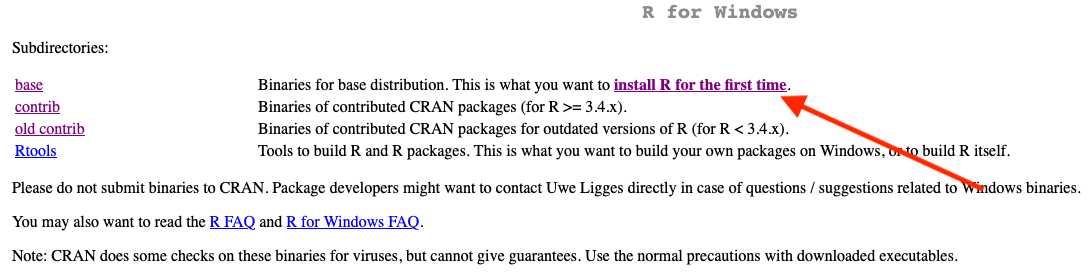 R for Windows
Subdirectories:
base Binaries for base distribution. This is what you want to install R for the first time.
contrib Binaries of contributed CRAN packages (for R >= 3.4.x).
old contrib Binaries of contributed CRAN packages for outdated versions of R (for R < 3.4.x).
Rtools Tools to build R and R packages. This is what you want to build your own packages on Windows, or to build R itself.
Please do not submit binaries to CRAN. Package developers might want to contact Uwe Ligges directly in case of questions / suggestions related to Windows binaries.
You may also want to read the R FAQ and R for Windows FAQ.
Note: CRAN does some checks on these binaries for viruses, but cannot give guarantees. Use the normal precautions with downloaded executables.